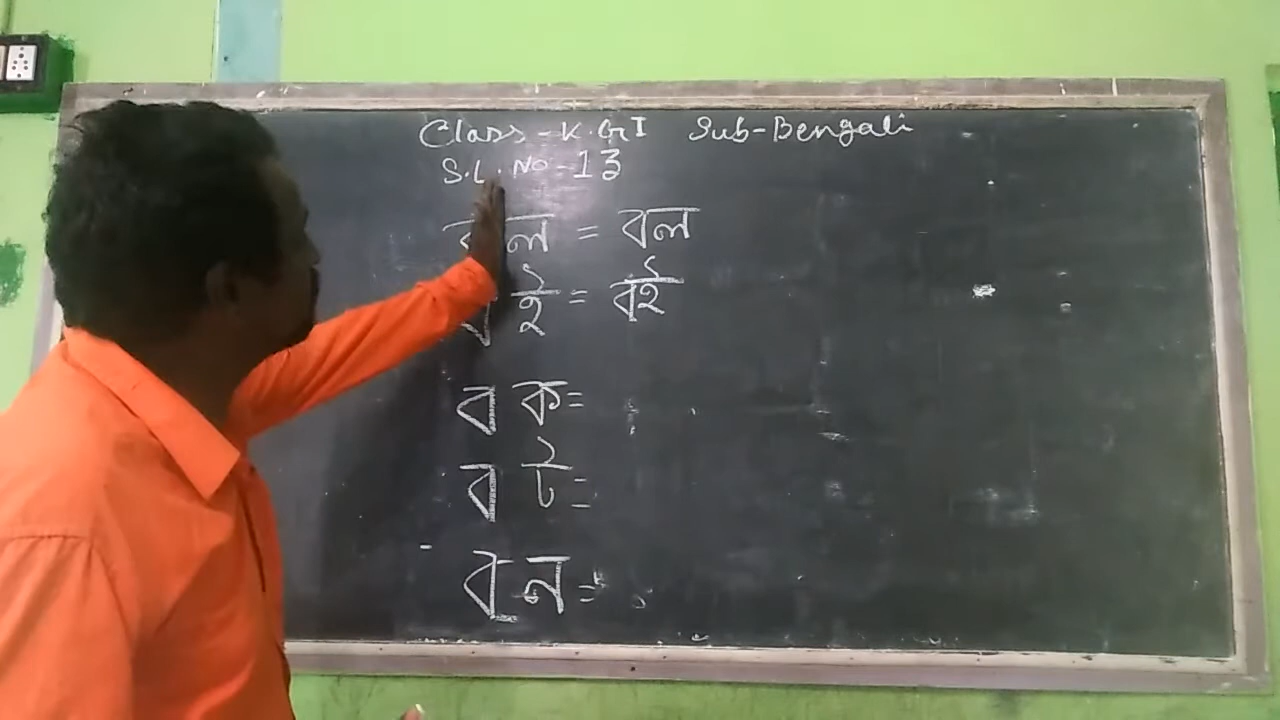 Class - K.G I Sub-Bengali
S.L. No - 13
ব ল = বল
ব ই = বই
ব ক =
ব ট =
ব ন =